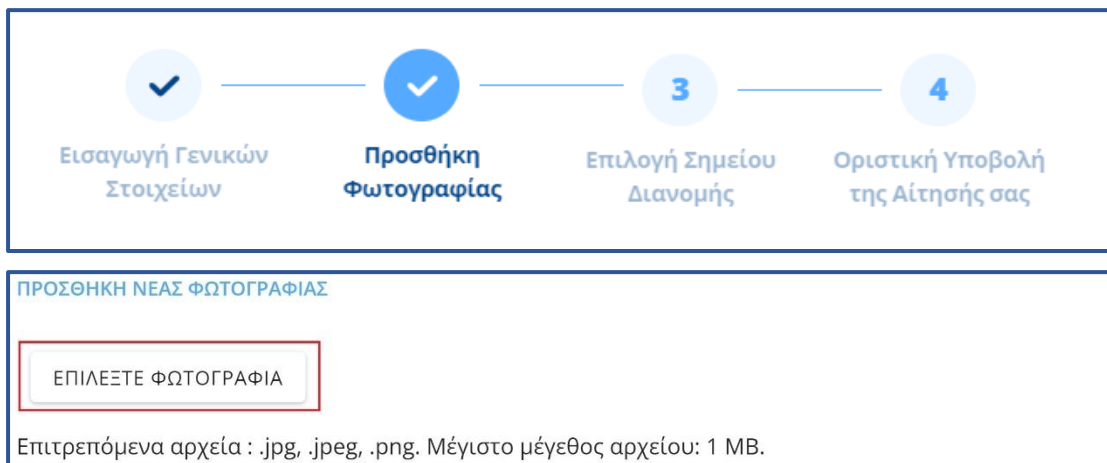 3
4
Εισαγωγή Γενικών
Στοιχείων
Προσθήκη
Φωτογραφίας
Επιλογή Σημείου
Διανομής
Οριστική Υποβολή
της Αίτησής σας
ΠΡΟΣΘΗΚΗ ΝΕΑΣ ΦΩΤΟΓΡΑΦΙΑΣ
ΕΠΙΛΕΞΤΕ ΦΩΤΟΓΡΑΦΙΑ
Επιτρεπόμενα αρχεία : .jpg, .jpeg, .png. Μέγιστο μέγεθος αρχείου: 1 MB.